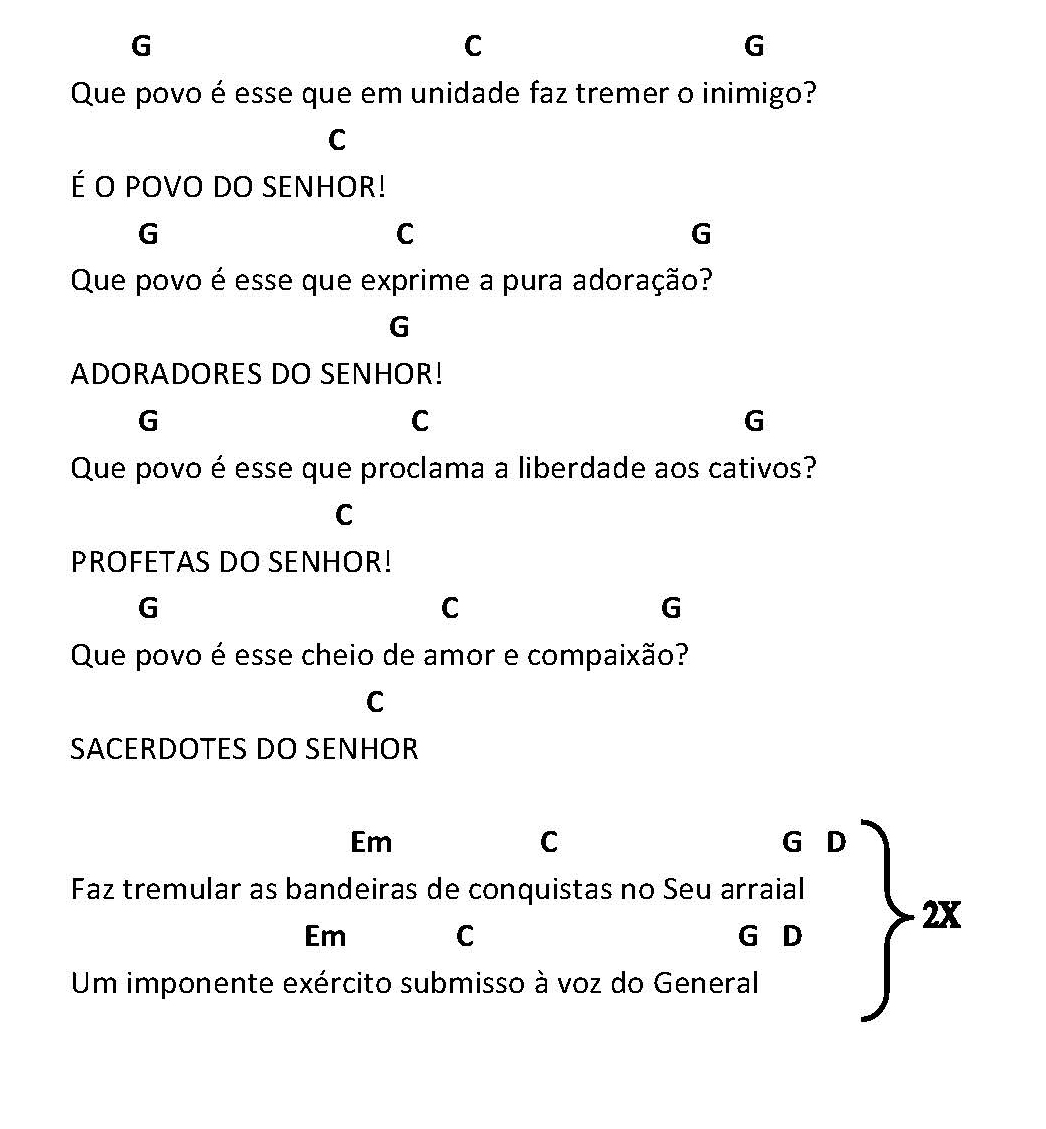 G C G
Que povo é esse que em unidade faz tremer o inimigo?
C
É O POVO DO SENHOR!
G C G
Que povo é esse que exprime a pura adoração?
G
ADORADORES DO SENHOR!
G C G
Que povo é esse que proclama a liberdade aos cativos?
C
PROFETAS DO SENHOR!
G C G
Que povo é esse cheio de amor e compaixão?
C
SACERDOTES DO SENHOR
Em C G D
Faz tremular as bandeiras de conquistas no Seu arraial
2X
Em C G D
Um imponente exército submisso à voz do General